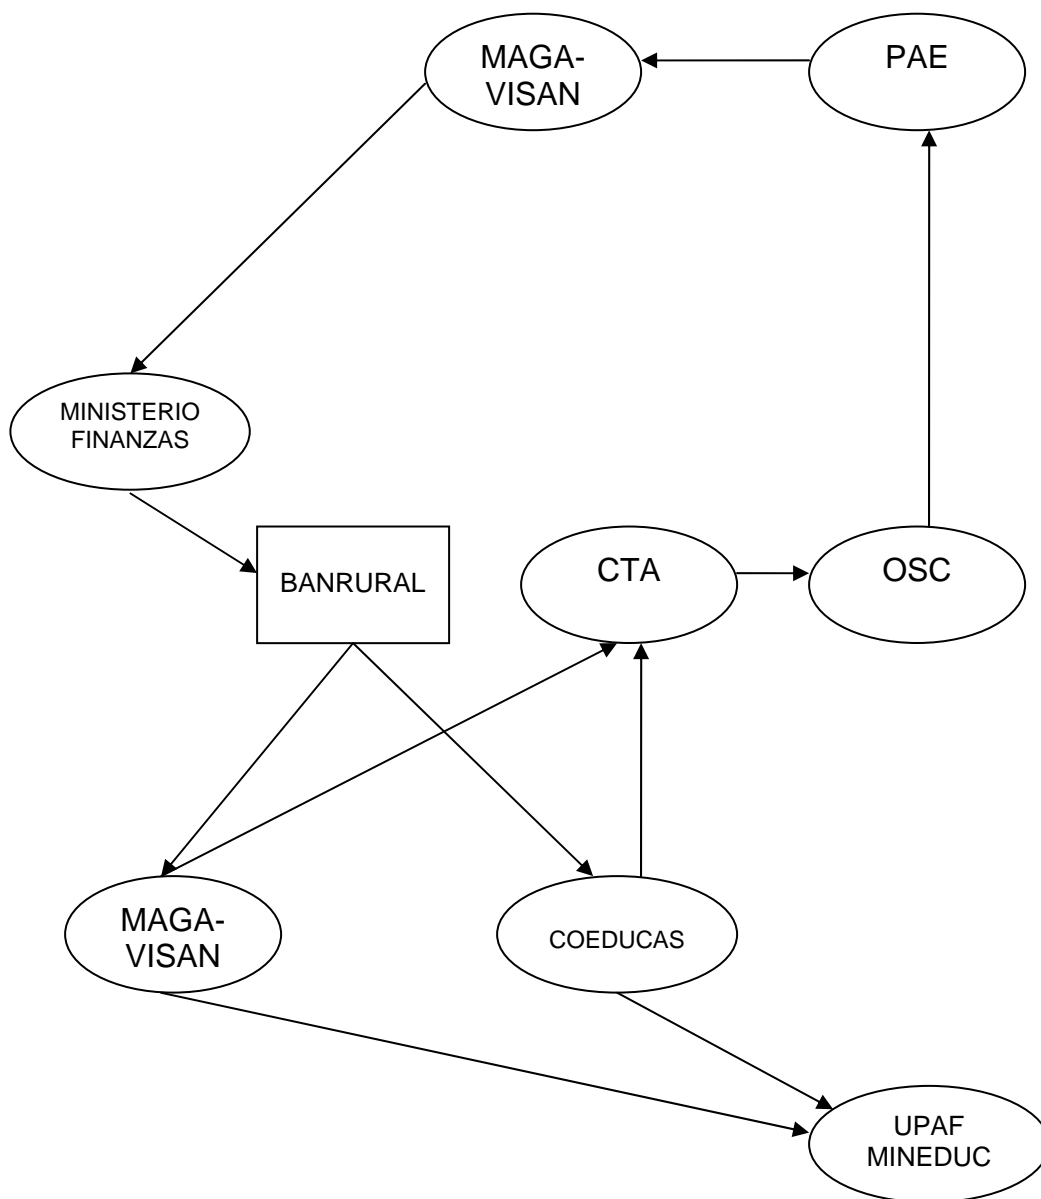 MAGA-
VISAN
PAE
MINISTERIO
FINANZAS
BANRURAL
CTA
OSC
MAGA-
VISAN
COEDUCAS
UPAF
MINEDUC